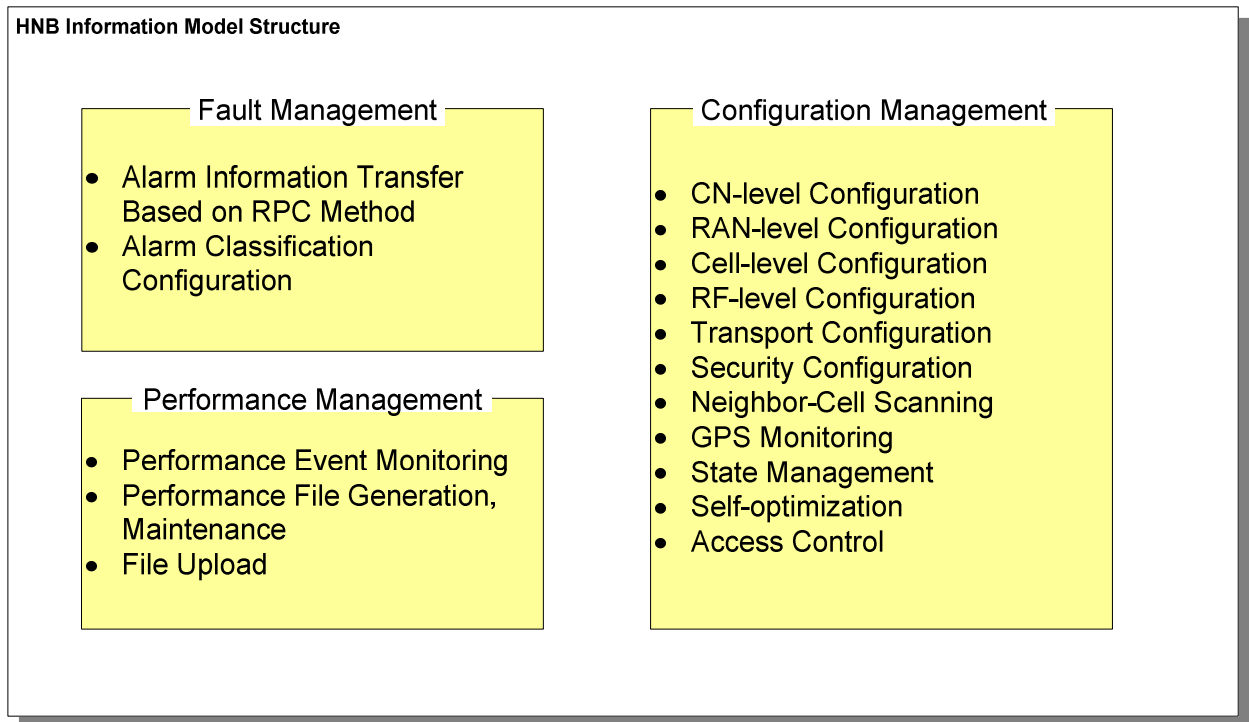 HNB Information Model Structure
Fault Management
• Alarm Information Transfer
Based on RPC Method
• Alarm Classification
Configuration
Performance Management
• Performance Event Monitoring
• Performance File Generation,
Maintenance
• File Upload
Configuration Management
• CN-level Configuration
• RAN-level Configuration
• Cell-level Configuration
• RF-level Configuration
• Transport Configuration
• Security Configuration
• Neighbor-Cell Scanning
• GPS Monitoring
• State Management
• Self-optimization
• Access Control